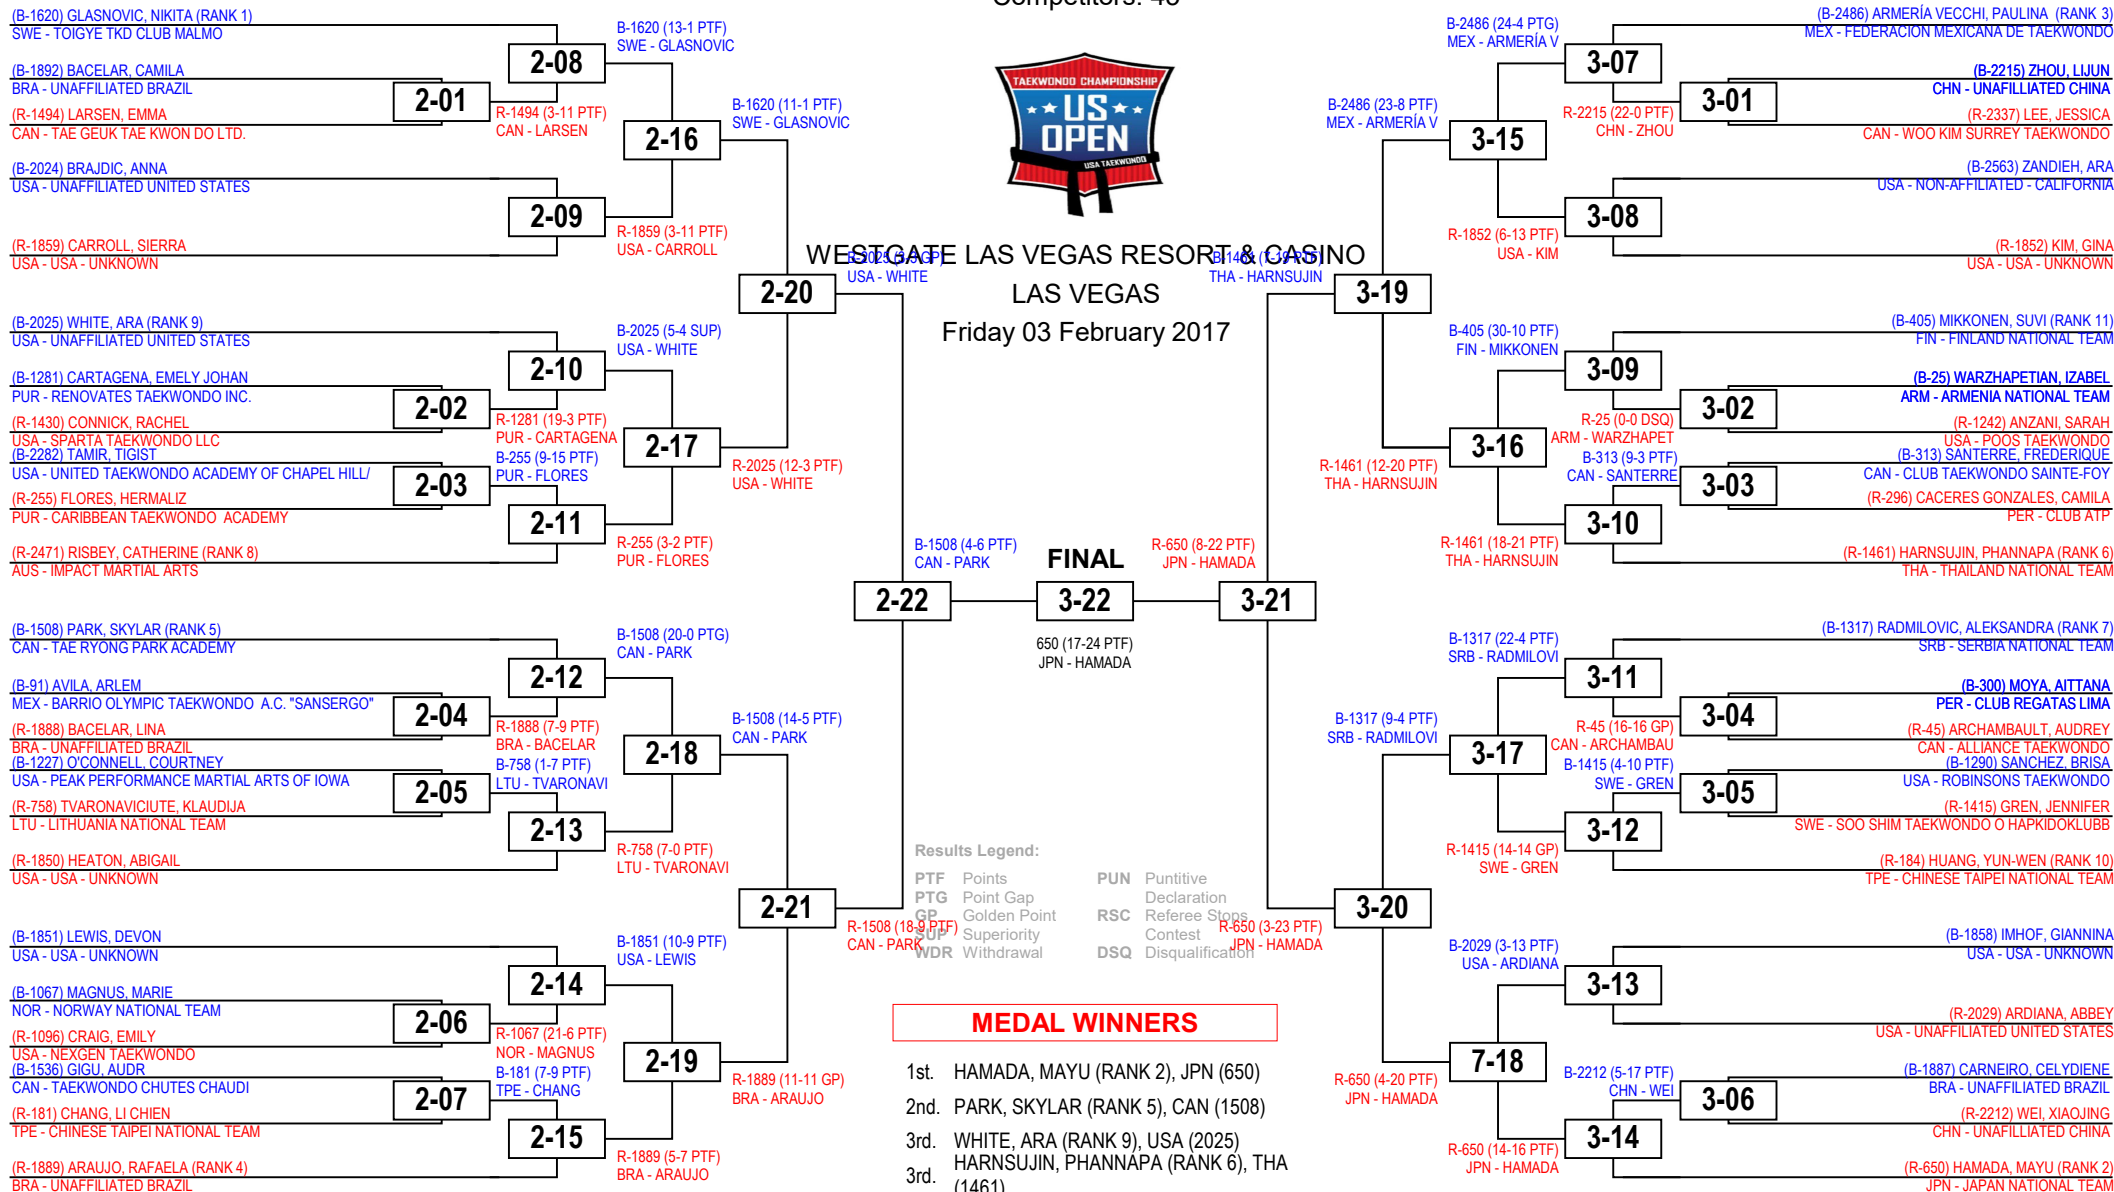 Competitors: 48
(B-1620) GLASNOVIC, NIKITA (RANK 1)
SWE - TOIGYE TKD CLUB MALMO
(B-1892) BACELAR, CAMILA
BRA - UNAFFILIATED BRAZIL
(R-1494) LARSEN, EMMA
CAN - TAE GEUK TAE KWON DO LTD.
(B-2024) BRAJDIC, ANNA
USA - UNAFFILIATED UNITED STATES
(R-1859) CARROLL, SIERRA
USA - USA - UNKNOWN
(B-2025) WHITE, ARA (RANK 9)
USA - UNAFFILIATED UNITED STATES
(B-1281) CARTAGENA, EMELY JOHAN
PUR - RENOVATES TAEKWONDO INC.
(R-1430) CONNICK, RACHEL
USA - SPARTA TAEKWONDO LLC
(B-2282) TAMIR, TIGIST
USA - UNITED TAEKWONDO ACADEMY OF CHAPEL HILL/
(R-255) FLORES, HERMALIZ
PUR - CARIBBEAN TAEKWONDO ACADEMY
(R-2471) RISBEY, CATHERINE (RANK 8)
AUS - IMPACT MARTIAL ARTS
(B-1508) PARK, SKYLAR (RANK 5)
CAN - TAE RYONG PARK ACADEMY
(B-91) AVILA, ARLEM
MEX - BARRIO OLYMPIC TAEKWONDO A.C. "SANSERGO"
(R-1888) BACELAR, LINA
BRA - UNAFFILIATED BRAZIL
(B-1227) O'CONNELL, COURTNEY
USA - PEAK PERFORMANCE MARTIAL ARTS OF IOWA
(R-758) TVARONAVICIUTE, KLAUDIJA
LTU - LITHUANIA NATIONAL TEAM
(R-1850) HEATON, ABIGAIL
USA - USA - UNKNOWN
(B-1851) LEWIS, DEVON
USA - USA - UNKNOWN
(B-1067) MAGNUS, MARIE
NOR - NORWAY NATIONAL TEAM
(R-1096) CRAIG, EMILY
USA - NEXGEN TAEKWONDO
(B-1536) GIGU, AUDR
CAN - TAEKWONDO CHUTES CHAUDI
(R-181) CHANG, LI CHIEN
TPE - CHINESE TAIPEI NATIONAL TEAM
(R-1889) ARAUJO, RAFAELA (RANK 4)
BRA - UNAFFILIATED BRAZIL
2-01
2-02
2-03
2-04
2-05
2-06
2-07
R-1494 (3-11 PTF)
CAN - LARSEN
R-1281 (19-3 PTF)
PUR - CARTAGENA
B-255 (9-15 PTF)
PUR - FLORES
R-1888 (7-9 PTF)
BRA - BACELAR
B-758 (1-7 PTF)
LTU - TVARONAVI
R-1067 (21-6 PTF)
NOR - MAGNUS
B-181 (7-9 PTF)
TPE - CHANG
2-08
2-09
2-10
2-11
2-12
2-13
2-14
2-15
B-1620 (13-1 PTF)
SWE - GLASNOVIC
R-1859 (3-11 PTF)
USA - CARROLL
B-2025 (5-4 SUP)
USA - WHITE
R-255 (3-2 PTF)
PUR - FLORES
B-1508 (20-0 PTG)
CAN - PARK
R-758 (7-0 PTF)
LTU - TVARONAVI
B-1851 (10-9 PTF)
USA - LEWIS
R-1889 (5-7 PTF)
BRA - ARAUJO
2-16
2-17
2-18
2-19
B-1620 (11-1 PTF)
SWE - GLASNOVIC
R-2025 (12-3 PTF)
USA - WHITE
B-1508 (14-5 PTF)
CAN - PARK
R-1889 (11-11 GP)
BRA - ARAUJO
2-20
2-21
USA - WHITE
R-1508 (18-9 PTF)
CAN - PARK
2-22
B-1508 (4-6 PTF)
CAN - PARK
TAEKWONDO CHAMPIONSHIP
US
OPEN
USA TAEKWONDO
WESTGATE LAS VEGAS RESORT & CASINO
LAS VEGAS
Friday 03 February 2017
FINAL
3-22
650 (17-24 PTF)
JPN - HAMADA
Results Legend:
PTF Points
PTG Point Gap
GP Golden Point
SUP Superiority
WDR Withdrawal
PUN Puntitive
Declaration
RSC Referee Stops
Contest
DSQ Disqualification
MEDAL WINNERS
1st. HAMADA, MAYU (RANK 2), JPN (650)
2nd. PARK, SKYLAR (RANK 5), CAN (1508)
3rd. WHITE, ARA (RANK 9), USA (2025)
3rd. HARNSUJIN, PHANNAPA (RANK 6), THA
(1461)
R-650 (8-22 PTF)
JPN - HAMADA
3-21
THA - HARNSUJIN
R-650 (3-23 PTF)
JPN - HAMADA
3-19
3-20
B-2486 (23-8 PTF)
MEX - ARMERÍA V
R-1461 (12-20 PTF)
THA - HARNSUJIN
B-1317 (9-4 PTF)
SRB - RADMILOVI
R-650 (4-20 PTF)
JPN - HAMADA
3-15
3-16
3-17
7-18
B-2486 (24-4 PTG)
MEX - ARMERÍA V
R-1852 (6-13 PTF)
USA - KIM
B-405 (30-10 PTF)
FIN - MIKKONEN
R-1461 (18-21 PTF)
THA - HARNSUJIN
B-1317 (22-4 PTF)
SRB - RADMILOVI
R-1415 (14-14 GP)
SWE - GREN
B-2029 (3-13 PTF)
USA - ARDIANA
R-650 (14-16 PTF)
JPN - HAMADA
3-07
3-08
3-09
3-10
3-11
3-12
3-13
3-14
R-2215 (22-0 PTF)
CHN - ZHOU
R-25 (0-0 DSQ)
ARM - WARZHAPET
B-313 (9-3 PTF)
CAN - SANTERRE
R-45 (16-16 GP)
CAN - ARCHAMBAU
B-1415 (4-10 PTF)
SWE - GREN
B-2212 (5-17 PTF)
CHN - WEI
3-01
3-02
3-03
3-04
3-05
3-06
(B-2486) ARMERÍA VECCHI, PAULINA (RANK 3)
MEX - FEDERACION MEXICANA DE TAEKWONDO
(B-2215) ZHOU, LIJUN
CHN - UNAFILLIATED CHINA
(R-2337) LEE, JESSICA
CAN - WOO KIM SURREY TAEKWONDO
(B-2563) ZANDIEH, ARA
USA - NON-AFFILIATED - CALIFORNIA
(R-1852) KIM, GINA
USA - USA - UNKNOWN
(B-405) MIKKONEN, SUVI (RANK 11)
FIN - FINLAND NATIONAL TEAM
(B-25) WARZHAPETIAN, IZABEL
ARM - ARMENIA NATIONAL TEAM
(R-1242) ANZANI, SARAH
USA - POOS TAEKWONDO
(B-313) SANTERRE, FREDERIQUE
CAN - CLUB TAEKWONDO SAINTE-FOY
(R-296) CACERES GONZALES, CAMILA
PER - CLUB ATP
(R-1461) HARNSUJIN, PHANNAPA (RANK 6)
THA - THAILAND NATIONAL TEAM
(B-1317) RADMILOVIC, ALEKSANDRA (RANK 7)
SRB - SERBIA NATIONAL TEAM
(B-300) MOYA, AITTANA
PER - CLUB REGATAS LIMA
(R-45) ARCHAMBAULT, AUDREY
CAN - ALLIANCE TAEKWONDO
(B-1290) SANCHEZ, BRISA
USA - ROBINSONS TAEKWONDO
(R-1415) GREN, JENNIFER
SWE - SOO SHIM TAEKWONDO O HAPKIDOKLUBB
(R-184) HUANG, YUN-WEN (RANK 10)
TPE - CHINESE TAIPEI NATIONAL TEAM
(B-1858) IMHOF, GIANNINA
USA - USA - UNKNOWN
(R-2029) ARDIANA, ABBEY
USA - UNAFFILIATED UNITED STATES
(B-1887) CARNEIRO, CELYDIENE
BRA - UNAFFILIATED BRAZIL
(R-2212) WEI, XIAOJING
CHN - UNAFILLIATED CHINA
(R-650) HAMADA, MAYU (RANK 2)
JPN - JAPAN NATIONAL TEAM